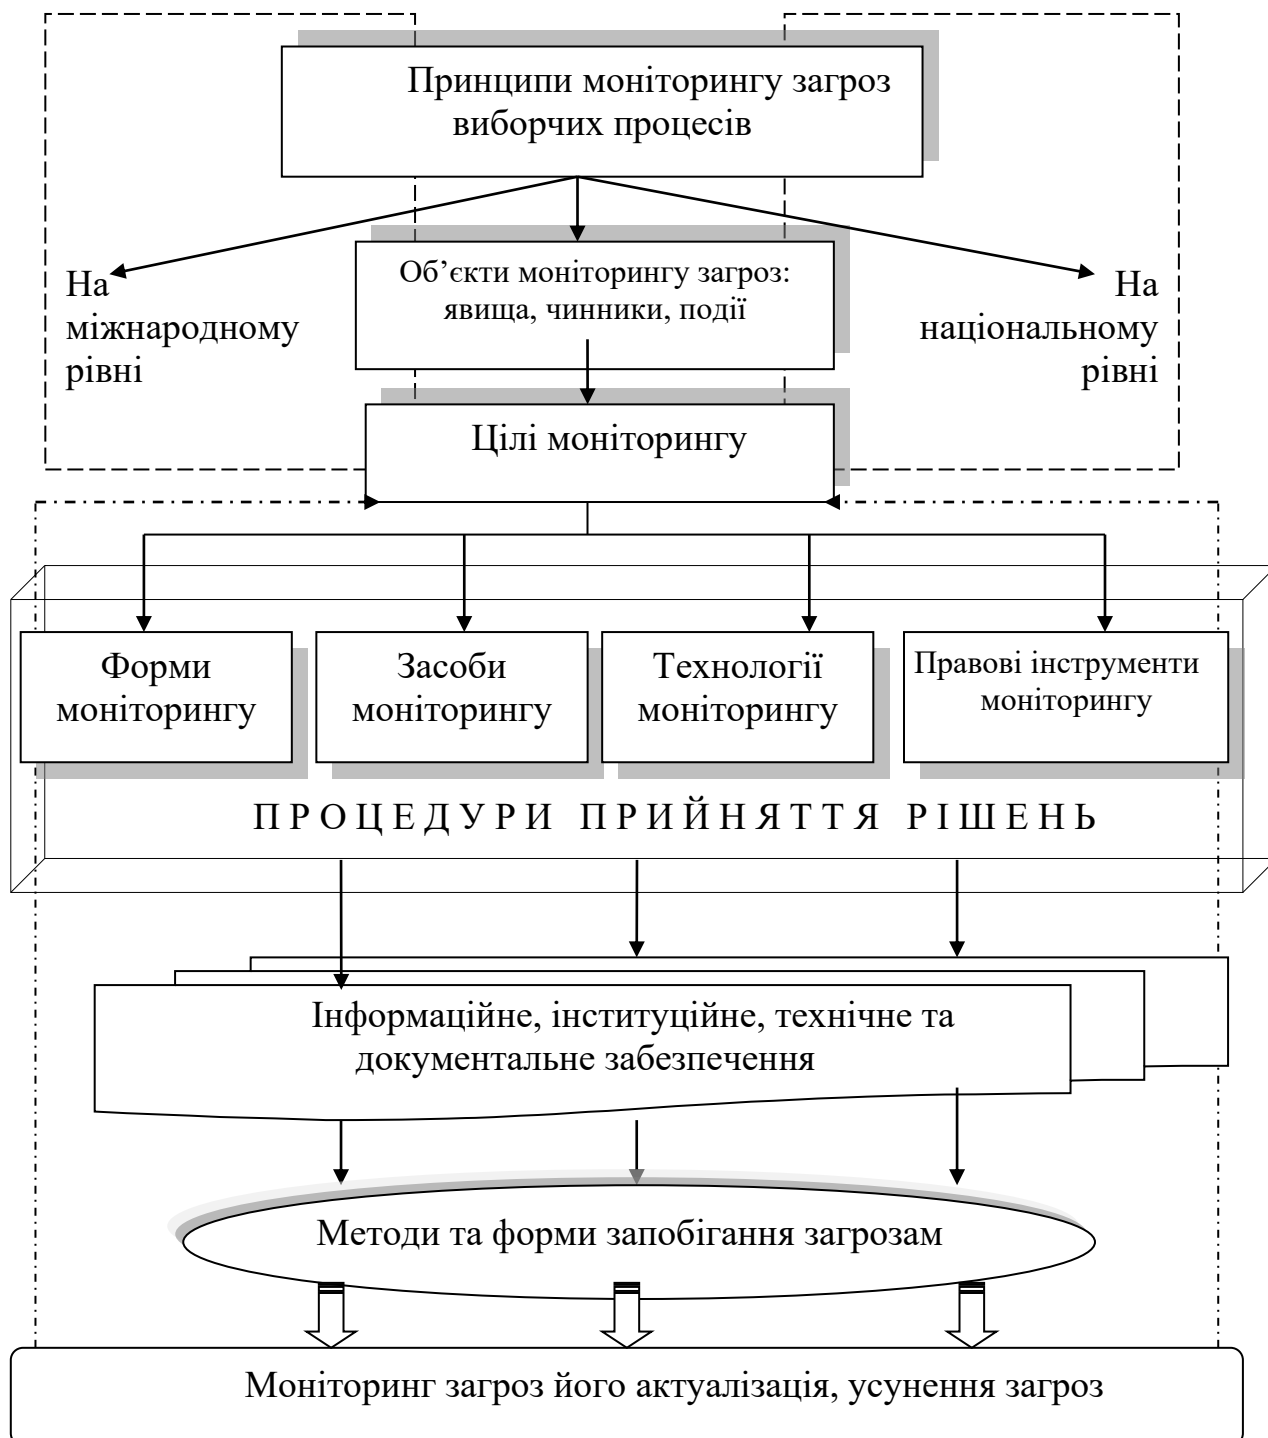 Принципи моніторингу загроз
виборчих процесів
Об’єкти моніторингу загроз:
явища, чинники, події
На
міжнародному
рівні
На
національному
рівні
Цілі моніторингу
Форми
моніторингу
Засоби
моніторингу
Технології
моніторингу
Правові інструменти
моніторингу
П Р О Ц Е Д У Р И П Р И Й Н Я Т Т Я Р І Ш Е Н Ь
Інформаційне, інституційне, технічне та
документальне забезпечення
Методи та форми запобігання загрозам
Моніторинг загроз його актуалізація, усунення загроз